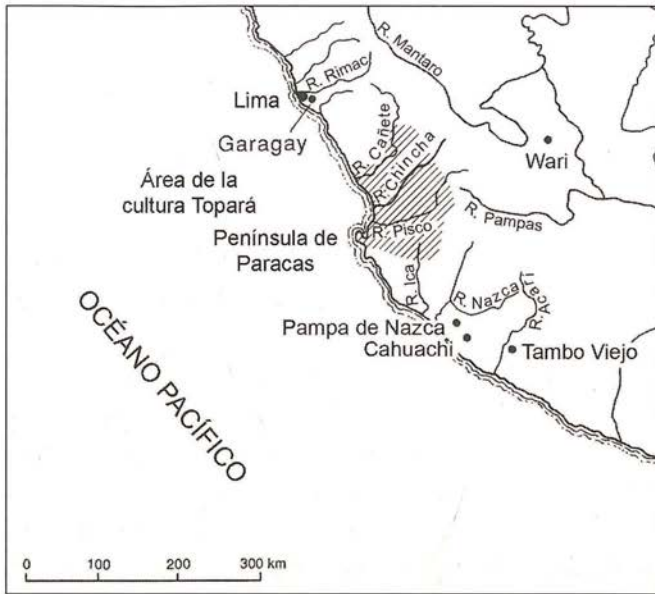 R. Mantaro
R. Rimac
Lima
Garagay
R. Cañete
R. Chincha
Wari
Área de la
cultura Topará
R. Pisco
R. Pampas
Península de
Paracas
R. Ica
R. Nazca
R. Acarí
Pampa de Nazca
Cahuachi
Tambo Viejo
OCÉANO PACÍFICO
0 100 200 300 km